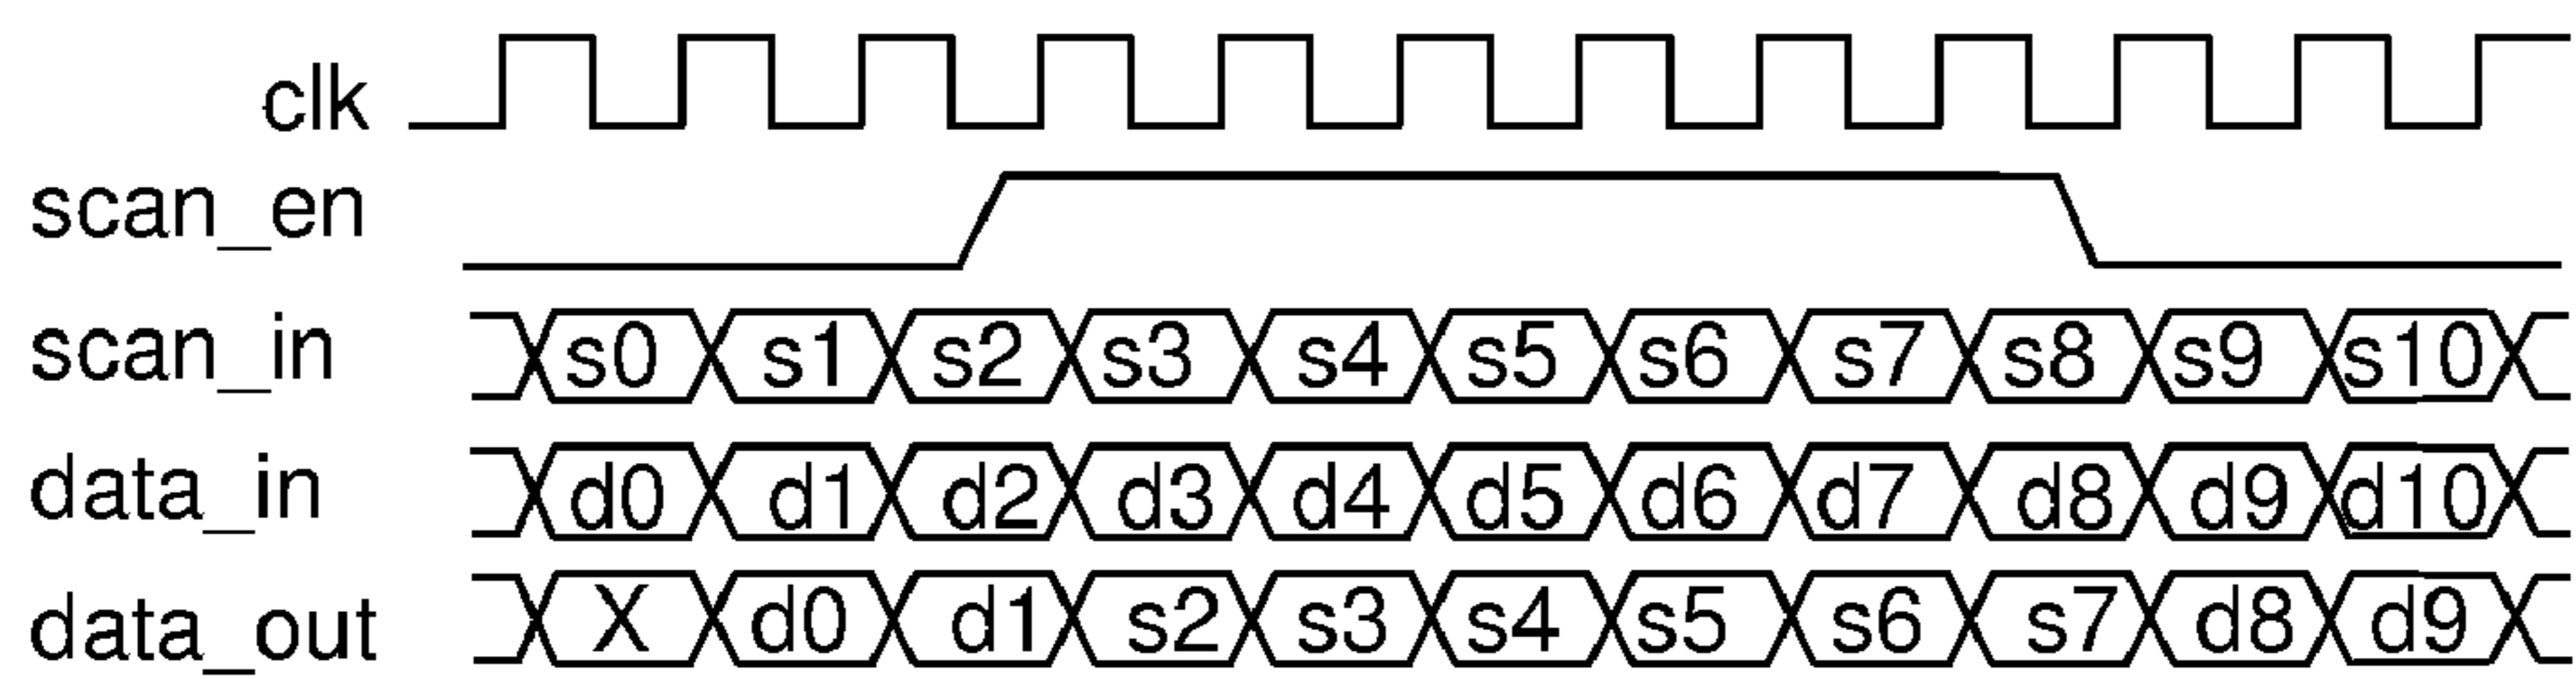 clk
scan_en
scan_in s0 s1 s2 s3 s4 s5 s6 s7 s8 s9 s10
data_in d0 d1 d2 d3 d4 d5 d6 d7 d8 d9 d10
data_out X d0 d1 s2 s3 s4 s5 s6 s7 d8 d9